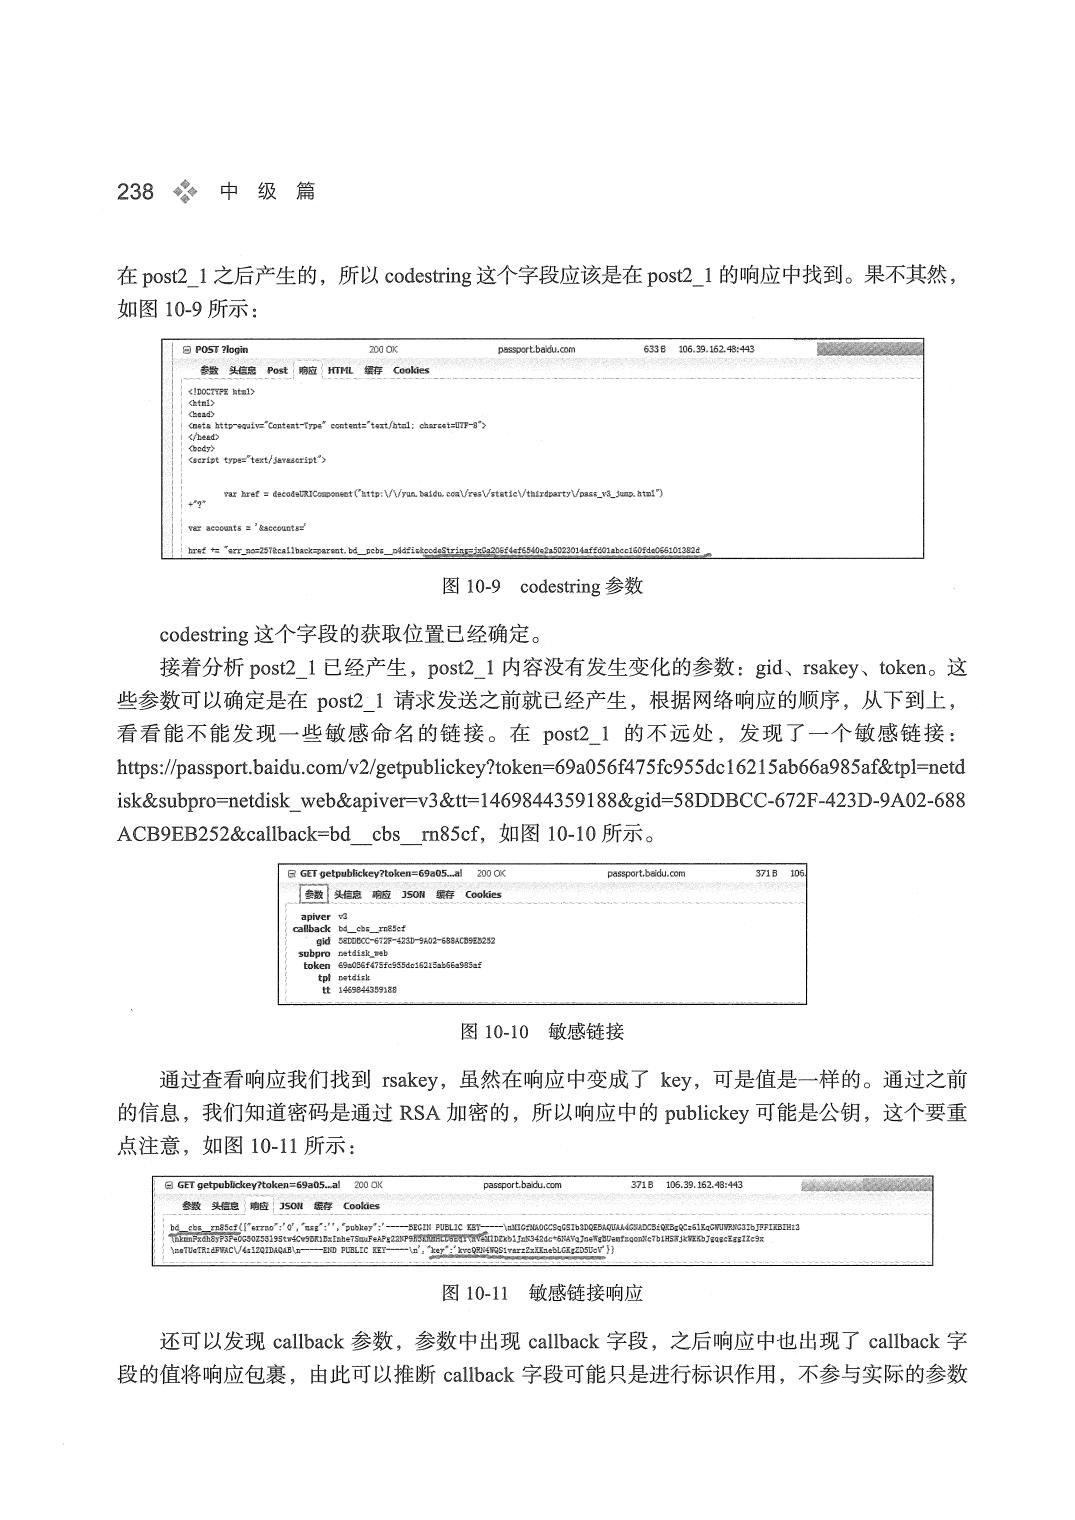 238 中 级 篇
在 post2_1 之后产生的，所以 codestring 这个字段应该是在 post2_1 的响应中找到。果不其然，
如图 10-9 所示：
POST ?login 200 OK passport.baidu.com 633 B 106.39.162.48:443
参数 头信息 Post 响应 HTML 缓存 Cookies
<!DOCTYPE html>
<html>
<head>
<meta http-equiv="Content-Type" content="text/html; charset=UTF-8">
</head>
<body>
<script type="text/javascript">
var href = decodeURIComponent("http:\/\/yun.baidu.com\/res\/static\/thirdparty\/pass_v3_jump.html")
+"?"
var accounts = '&accounts='
href += "err_no=257&callback=parent.bd__pcbs__n4dfis&codeString=
图 10-9 codestring 参数
codestring 这个字段的获取位置已经确定。
接着分析 post2_1 已经产生，post2_1 内容没有发生变化的参数：gid、rsakey、token。这
些参数可以确定是在 post2_1 请求发送之前就已经产生，根据网络响应的顺序，从下到上，
看看能不能发现一些敏感命名的链接。在 post2_1 的不远处，发现了一个敏感链接：
https://passport.baidu.com/v2/getpublickey?token=69a056f475fc955dc16215ab66a985af&tpl=netd
isk&subpro=netdisk_web&apiver=v3&tt=1469844359188&gid=58DDBCC-672F-423D-9A02-688
ACB9EB252&callback=bd__cbs__rn85cf，如图 10-10 所示。
GET getpublickey?token=69a05...al 200 OK passport.baidu.com 371 B 106.
参数 头信息 响应 JSON 缓存 Cookies
apiver v3
callback bd__cbs__rn85cf
gid 58DDBCC-672F-423D-9A02-688ACB9EB252
subpro netdisk_web
token 69a056f475fc955dc16215ab66a985af
tpl netdisk
tt 1469844359188
图 10-10 敏感链接
通过查看响应我们找到 rsakey，虽然在响应中变成了 key，可是值是一样的。通过之前
的信息，我们知道密码是通过 RSA 加密的，所以响应中的 publickey 可能是公钥，这个要重
点注意，如图 10-11 所示：
GET getpublickey?token=69a05...al 200 OK passport.baidu.com 371 B 106.39.162.48:443
参数 头信息 响应 JSON 缓存 Cookies
bd__cbs__rn85cf({"errno":'0',"msg":'',"pubkey":'-----BEGIN PUBLIC KEY-----
-----END PUBLIC KEY-----\n',"key":
图 10-11 敏感链接响应
还可以发现 callback 参数，参数中出现 callback 字段，之后响应中也出现了 callback 字
段的值将响应包裹，由此可以推断 callback 字段可能只是进行标识作用，不参与实际的参数